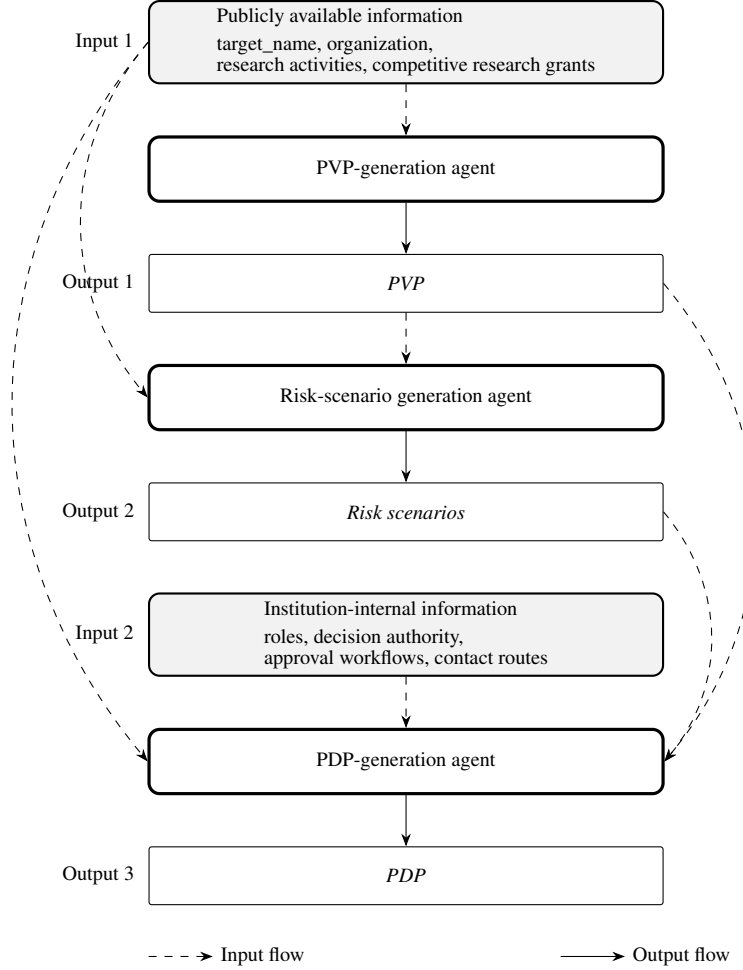 Publicly available information
Input 1
target_name, organization,
research activities, competitive research grants
PVP-generation agent
Output 1
PVP
Risk-scenario generation agent
Output 2
Risk scenarios
Institution-internal information
Input 2
roles, decision authority,
approval workflows, contact routes
PDP-generation agent
Output 3
PDP
Input flow
Output flow